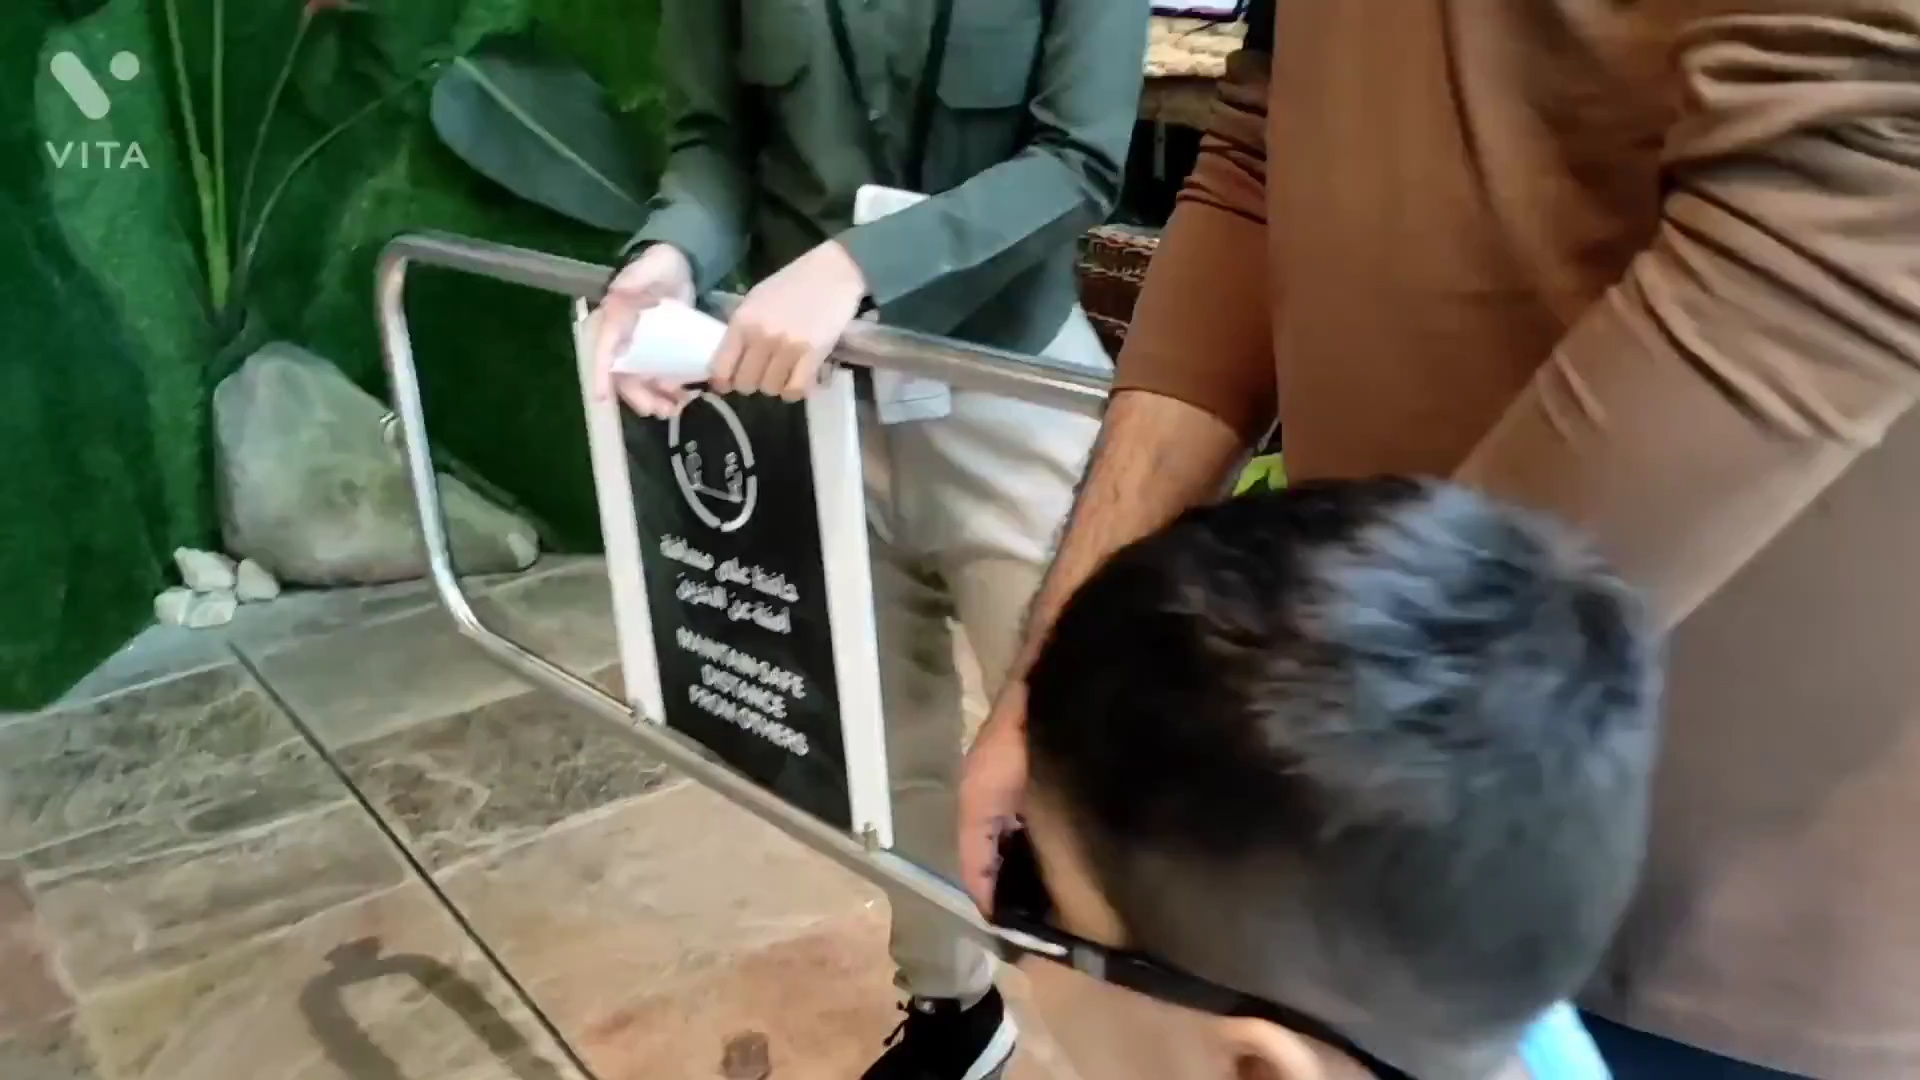 VITA
حافظ على مسافة
آمنة عن الآخرين
MAINTAIN SAFE
DISTANCE
FROM OTHERS